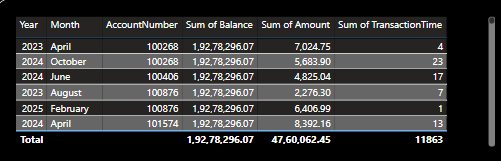 Year Month AccountNumber Sum of Balance Sum of Amount Sum of TransactionTime
2023 April 100268 1,92,78,296.07 7,024.75 4
2024 October 100268 1,92,78,296.07 5,683.90 23
2024 June 100406 1,92,78,296.07 4,825.04 17
2023 August 100876 1,92,78,296.07 2,276.30 7
2025 February 100876 1,92,78,296.07 6,406.99 1
2024 April 101574 1,92,78,296.07 8,392.16 13
Total 1,92,78,296.07 47,60,062.45 11863